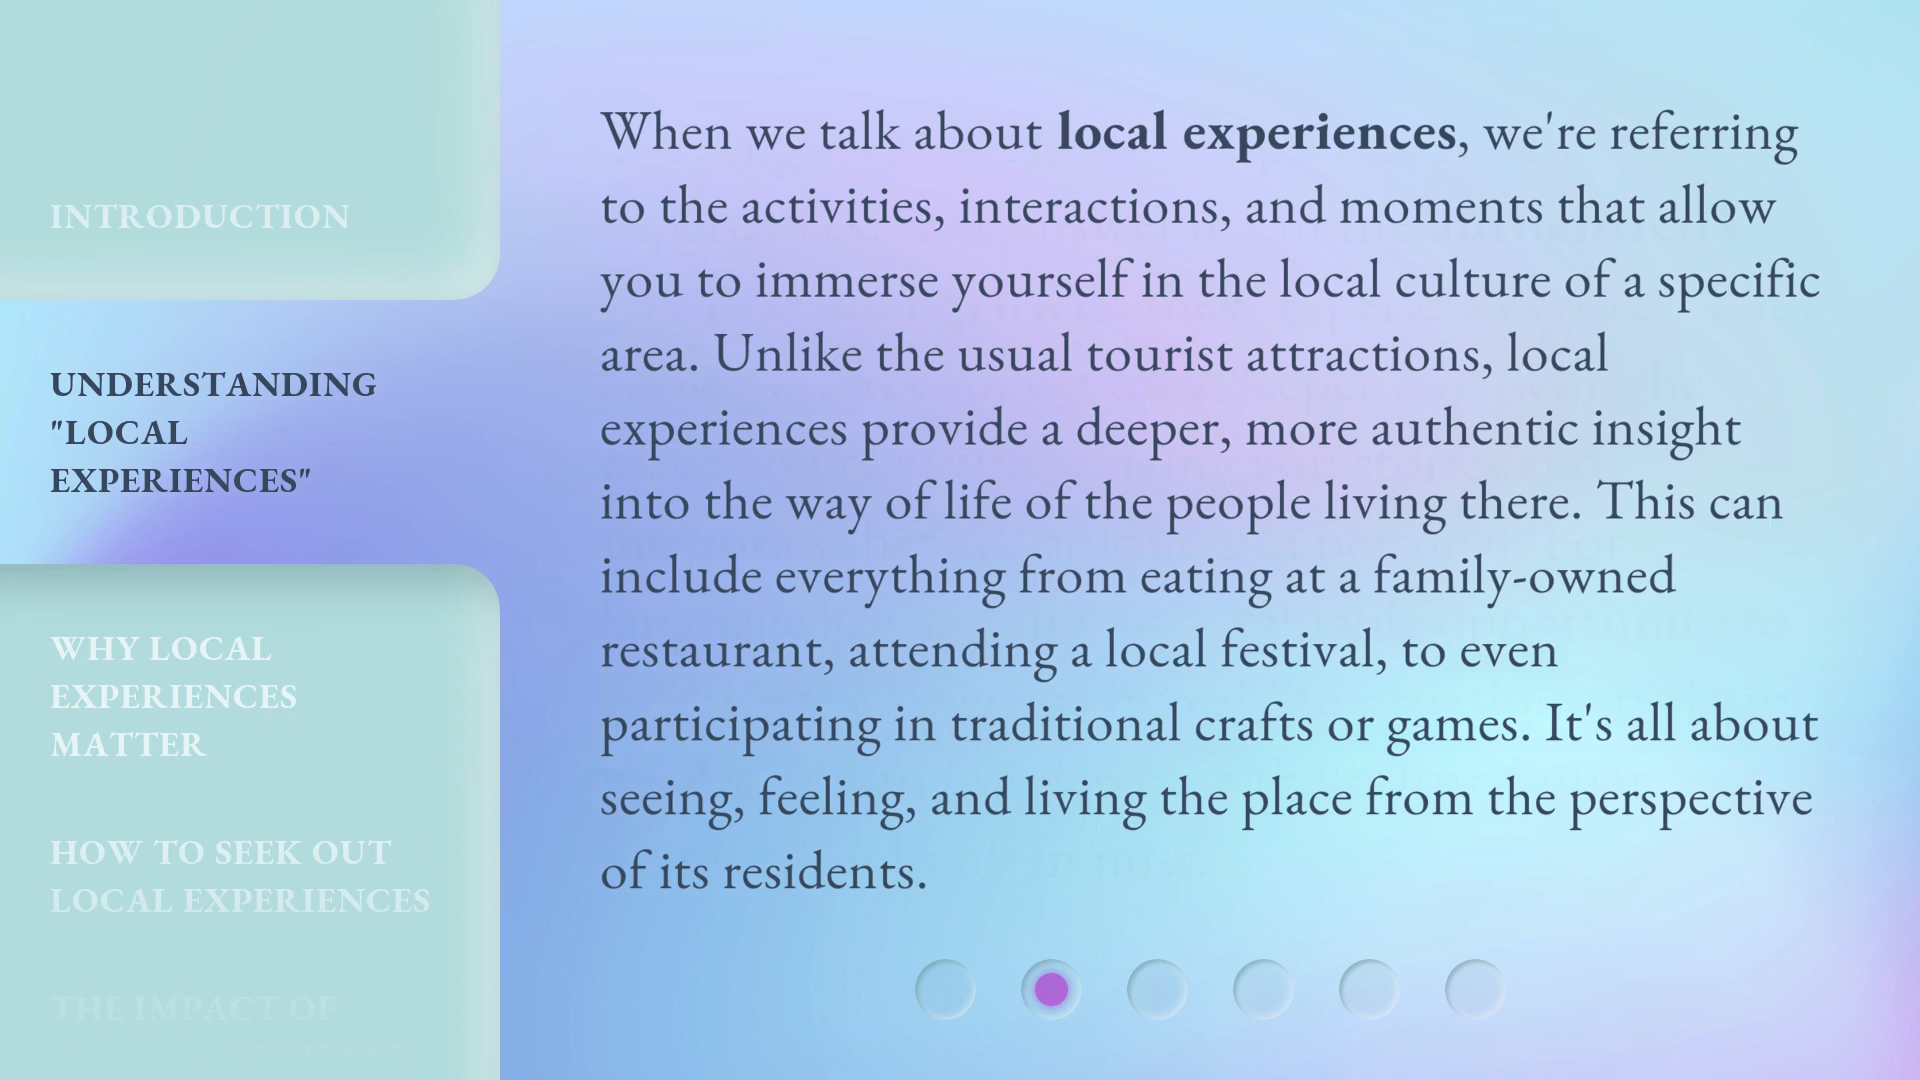 INTRODUCTION
UNDERSTANDING
"LOCAL
EXPERIENCES"
WHY LOCAL
EXPERIENCES
MATTER
HOW TO SEEK OUT
LOCAL EXPERIENCES
THE IMPACT OF
When we talk about local experiences, we're referring
to the activities, interactions, and moments that allow
you to immerse yourself in the local culture of a specific
area. Unlike the usual tourist attractions, local
experiences provide a deeper, more authentic insight
into the way of life of the people living there. This can
include everything from eating at a family-owned
restaurant, attending a local festival, to even
participating in traditional crafts or games. It's all about
seeing, feeling, and living the place from the perspective
of its residents.